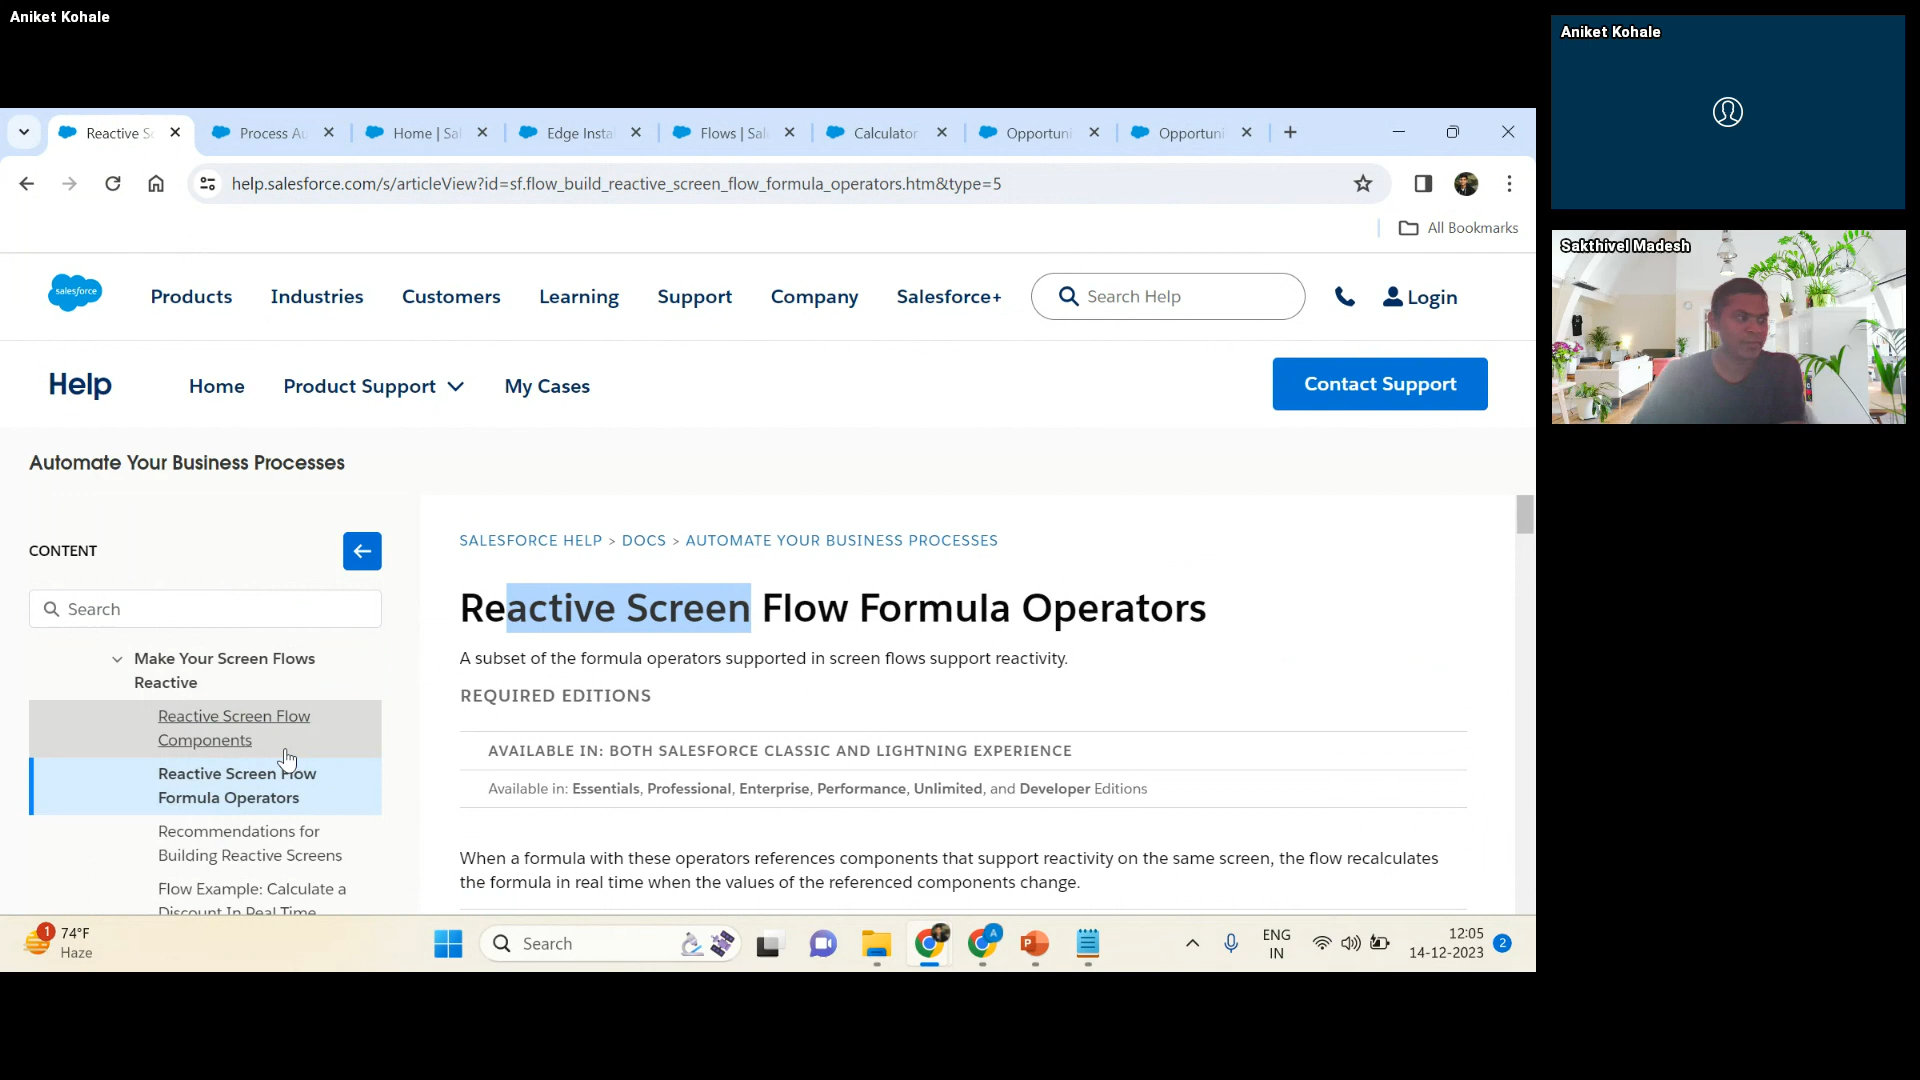 Aniket Kohale
Aniket Kohale
Sakthivel Madesh
Reactive Sc
Process Au
Home | Sal
Edge Insta
Flows | Sal
Calculator
Opportuni
Opportuni
help.salesforce.com/s/articleView?id=sf.flow_build_reactive_screen_flow_formula_operators.htm&type=5
All Bookmarks
salesforce
Products
Industries
Customers
Learning
Support
Company
Salesforce+
Search Help
Login
Help
Home
Product Support
My Cases
Contact Support
Automate Your Business Processes
CONTENT
Search
Make Your Screen Flows
Reactive
Reactive Screen Flow
Components
Reactive Screen Flow
Formula Operators
Recommendations for
Building Reactive Screens
Flow Example: Calculate a
Discount In Real Time
SALESFORCE HELP > DOCS > AUTOMATE YOUR BUSINESS PROCESSES
Reactive Screen Flow Formula Operators
A subset of the formula operators supported in screen flows support reactivity.
REQUIRED EDITIONS
AVAILABLE IN: BOTH SALESFORCE CLASSIC AND LIGHTNING EXPERIENCE
Available in: Essentials, Professional, Enterprise, Performance, Unlimited, and Developer Editions
When a formula with these operators references components that support reactivity on the same screen, the flow recalculates
the formula in real time when the values of the referenced components change.
1
74°F
Haze
Search
A
P
ENG
IN
12:05
14-12-2023
2